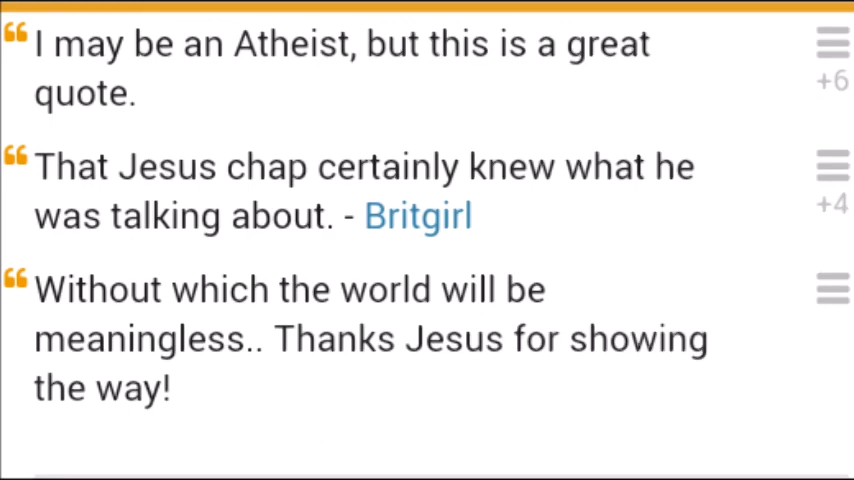 “ I may be an Atheist, but this is a great
quote.
+6
“ That Jesus chap certainly knew what he
was talking about. - Britgirl
+4
“ Without which the world will be
meaningless.. Thanks Jesus for showing
the way!